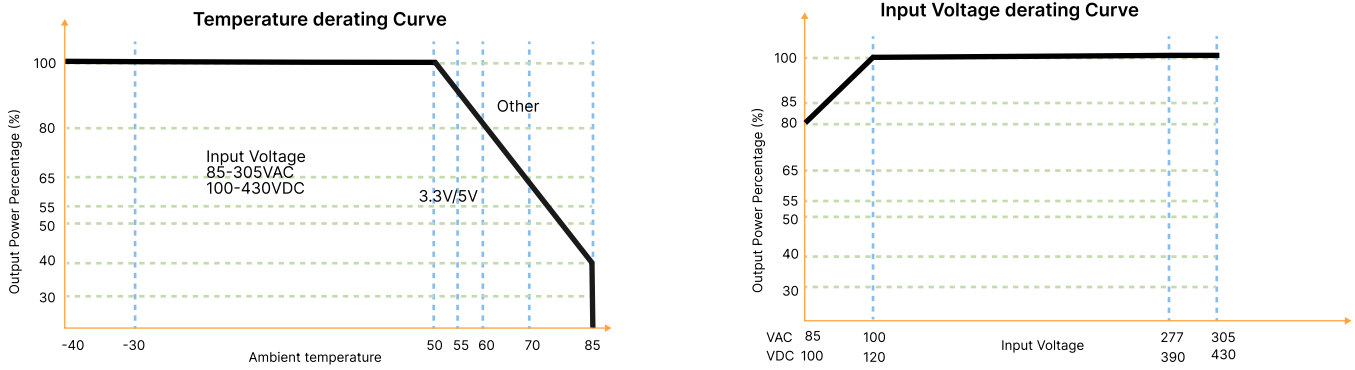 Temperature derating Curve
Output Power Percentage (%)
100
80
65
55
50
40
30
Other
Input Voltage
85-305VAC
100-430VDC
3.3V/5V
-40 -30 50 55 60 70 85
Ambient temperature
Input Voltage derating Curve
Output Power Percentage (%)
100
85
80
65
55
50
40
30
VAC 85 100 277 305
Input Voltage
VDC 100 120 390 430